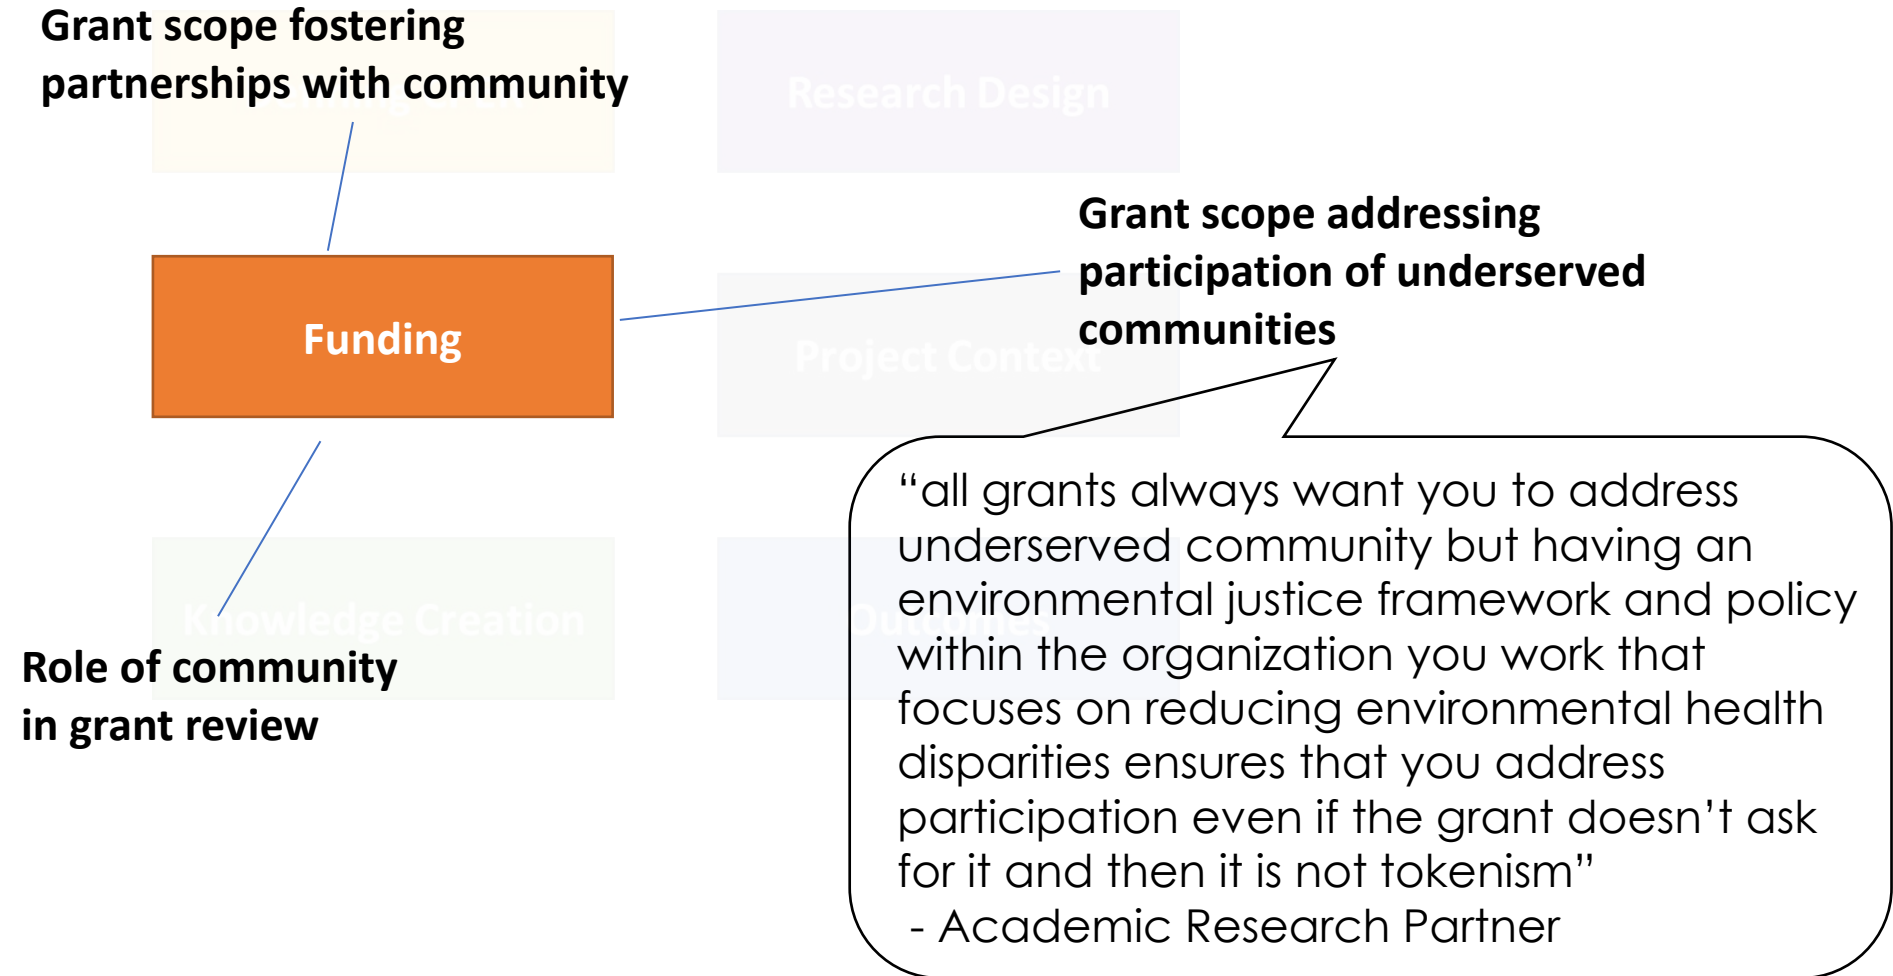 Grant scope fostering
partnerships with community
Research Design
Grant scope addressing
participation of underserved
communities
Funding
Project Context
“all grants always want you to address
underserved community but having an
environmental justice framework and policy
within the organization you work that
focuses on reducing environmental health
disparities ensures that you address
participation even if the grant doesn’t ask
for it and then it is not tokenism”
- Academic Research Partner
Knowledge Creation
Outcomes
Role of community
in grant review